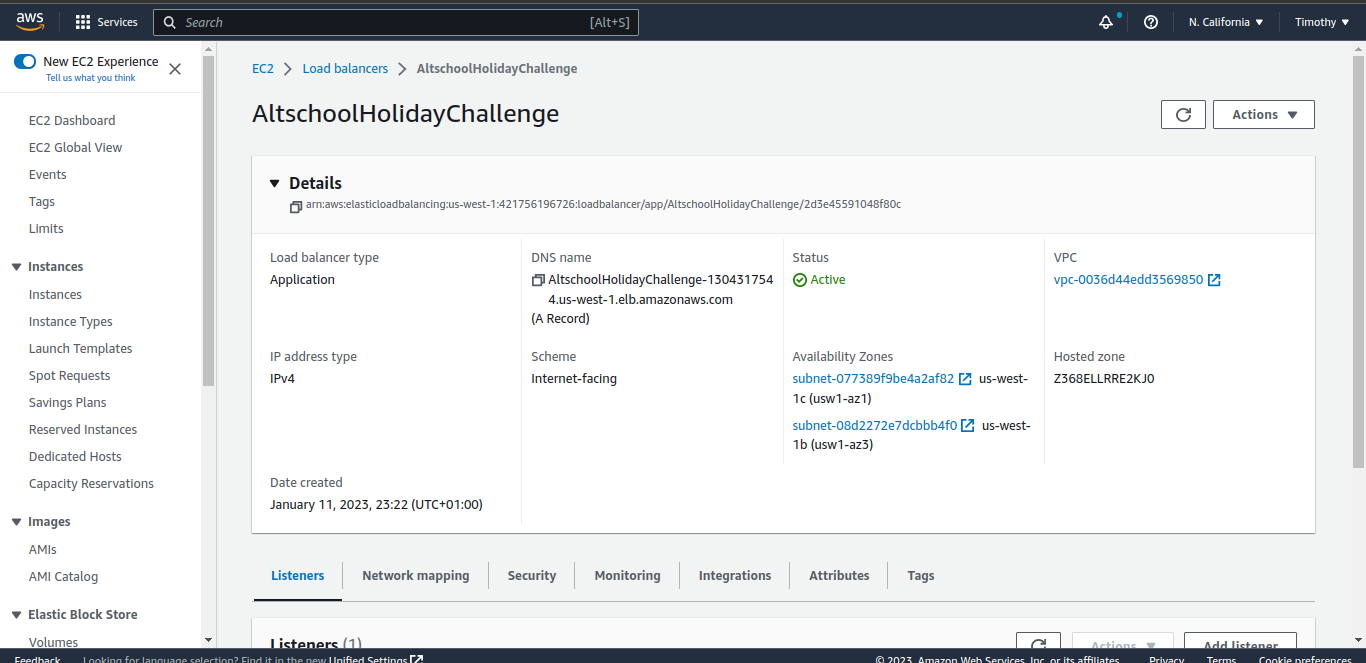 aws
Services
Search
[Alt+S]
N. California
Timothy
New EC2 Experience
Tell us what you think
EC2 Dashboard
EC2 Global View
Events
Tags
Limits
Instances
Instances
Instance Types
Launch Templates
Spot Requests
Savings Plans
Reserved Instances
Dedicated Hosts
Capacity Reservations
Images
AMIs
AMI Catalog
Elastic Block Store
Volumes
EC2 > Load balancers > AltschoolHolidayChallenge
AltschoolHolidayChallenge
Actions
Details
arn:aws:elasticloadbalancing:us-west-1:421756196726:loadbalancer/app/AltschoolHolidayChallenge/2d3e45591048f80c
Load balancer type
Application
DNS name
AltschoolHolidayChallenge-130431754
4.us-west-1.elb.amazonaws.com
(A Record)
Status
Active
VPC
vpc-0036d44edd3569850
IP address type
IPv4
Scheme
Internet-facing
Availability Zones
subnet-077389f9be4a2af82 us-west-
1c (usw1-az1)
subnet-08d2272e7dcbbb4f0 us-west-
1b (usw1-az3)
Hosted zone
Z368ELLRRE2KJ0
Date created
January 11, 2023, 23:22 (UTC+01:00)
Listeners
Network mapping
Security
Monitoring
Integrations
Attributes
Tags
Listeners (1)
Actions
Add listener
Feedback
Looking for language selection? Find it in the new Unified Settings
© 2023, Amazon Web Services, Inc. or its affiliates.
Privacy
Terms
Cookie preferences